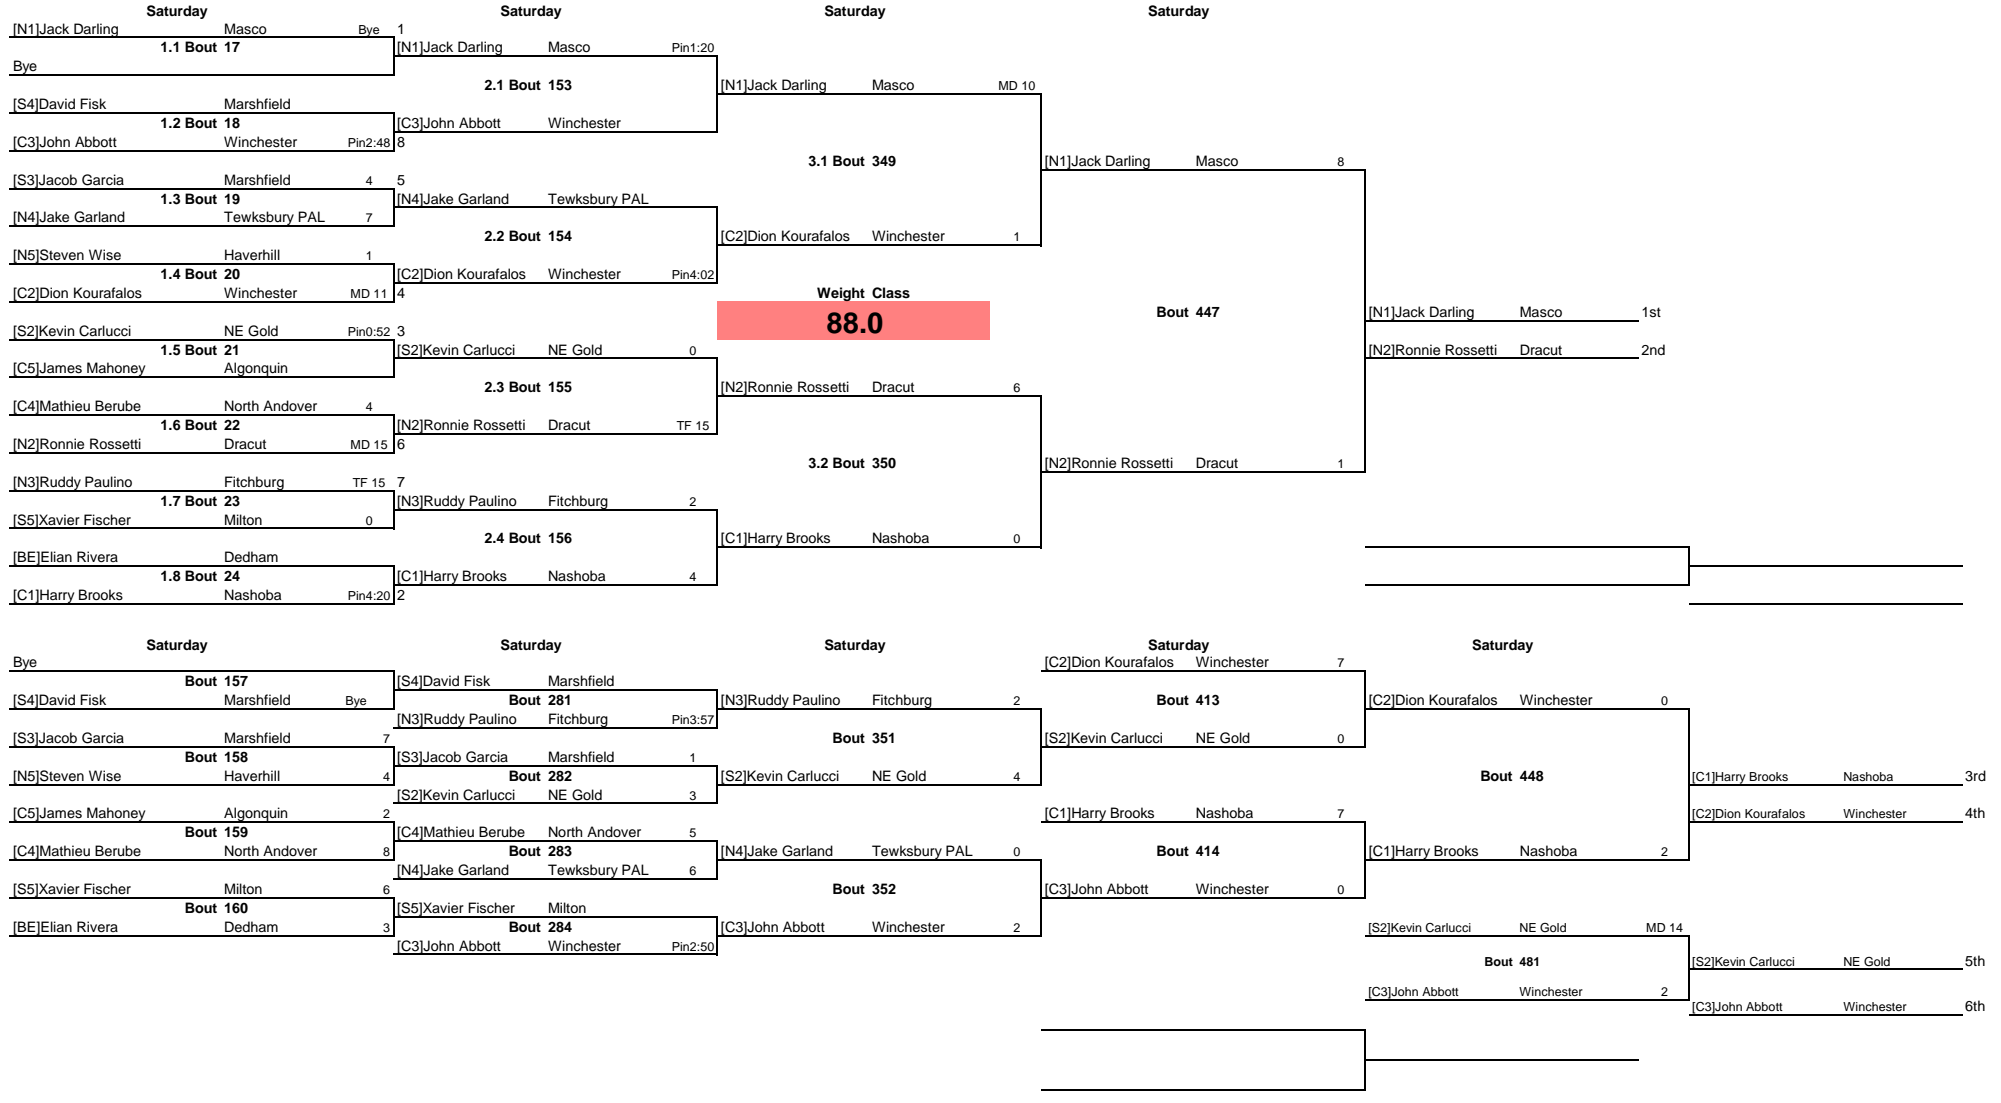 Saturday Saturday Saturday Saturday
[N1]Jack Darling Masco Bye 1
1.1 Bout 17 [N1]Jack Darling Masco Pin1:20
Bye
2.1 Bout 153 [N1]Jack Darling Masco MD 10
[S4]David Fisk Marshfield
1.2 Bout 18 [C3]John Abbott Winchester
[C3]John Abbott Winchester Pin2:48 8
3.1 Bout 349 [N1]Jack Darling Masco 8
[S3]Jacob Garcia Marshfield 4 5
1.3 Bout 19 [N4]Jake Garland Tewksbury PAL
[N4]Jake Garland Tewksbury PAL 7
2.2 Bout 154 [C2]Dion Kourafalos Winchester 1
[N5]Steven Wise Haverhill 1
1.4 Bout 20 [C2]Dion Kourafalos Winchester Pin4:02
[C2]Dion Kourafalos Winchester MD 11 4 Weight Class
88.0
Bout 447 [N1]Jack Darling Masco 1st
[S2]Kevin Carlucci NE Gold Pin0:52 3
1.5 Bout 21 [S2]Kevin Carlucci NE Gold 0 [N2]Ronnie Rossetti Dracut 2nd
[C5]James Mahoney Algonquin
2.3 Bout 155 [N2]Ronnie Rossetti Dracut 6
[C4]Mathieu Berube North Andover 4
1.6 Bout 22 [N2]Ronnie Rossetti Dracut TF 15
[N2]Ronnie Rossetti Dracut MD 15 6
3.2 Bout 350 [N2]Ronnie Rossetti Dracut 1
[N3]Ruddy Paulino Fitchburg TF 15 7
1.7 Bout 23 [N3]Ruddy Paulino Fitchburg 2
[S5]Xavier Fischer Milton 0
2.4 Bout 156 [C1]Harry Brooks Nashoba 0
[BE]Elian Rivera Dedham
1.8 Bout 24 [C1]Harry Brooks Nashoba 4
[C1]Harry Brooks Nashoba Pin4:20 2
Saturday Saturday Saturday Saturday Saturday
Bye [C2]Dion Kourafalos Winchester 7
Bout 157 [S4]David Fisk Marshfield
[S4]David Fisk Marshfield Bye Bout 281 [N3]Ruddy Paulino Fitchburg 2 Bout 413 [C2]Dion Kourafalos Winchester 0
[N3]Ruddy Paulino Fitchburg Pin3:57
[S3]Jacob Garcia Marshfield 7 Bout 351 [S2]Kevin Carlucci NE Gold 0
Bout 158 [S3]Jacob Garcia Marshfield 1
[N5]Steven Wise Haverhill 4 Bout 282 [S2]Kevin Carlucci NE Gold 4 Bout 448 [C1]Harry Brooks Nashoba 3rd
[S2]Kevin Carlucci NE Gold 3
[C5]James Mahoney Algonquin 2 [C1]Harry Brooks Nashoba 7 [C2]Dion Kourafalos Winchester 4th
Bout 159 [C4]Mathieu Berube North Andover 5
[C4]Mathieu Berube North Andover 8 Bout 283 [N4]Jake Garland Tewksbury PAL 0 Bout 414 [C1]Harry Brooks Nashoba 2
[N4]Jake Garland Tewksbury PAL 6
[S5]Xavier Fischer Milton 6 Bout 352 [C3]John Abbott Winchester 0
Bout 160 [S5]Xavier Fischer Milton
[BE]Elian Rivera Dedham 3 Bout 284 [C3]John Abbott Winchester 2 [S2]Kevin Carlucci NE Gold MD 14
[C3]John Abbott Winchester Pin2:50
Bout 481 [S2]Kevin Carlucci NE Gold 5th
[C3]John Abbott Winchester 2
[C3]John Abbott Winchester 6th